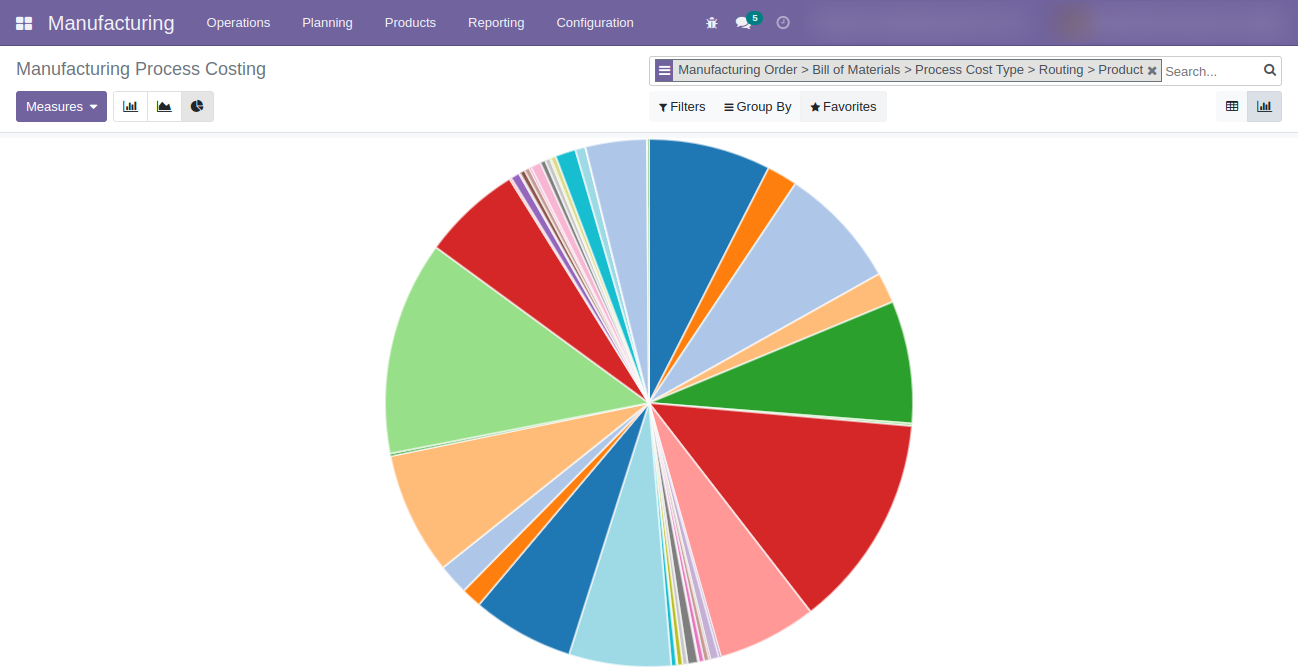 Manufacturing Operations Planning Products Reporting Configuration 5
Manufacturing Process Costing
Manufacturing Order > Bill of Materials > Process Cost Type > Routing > Product Search...
Measures Filters Group By Favorites